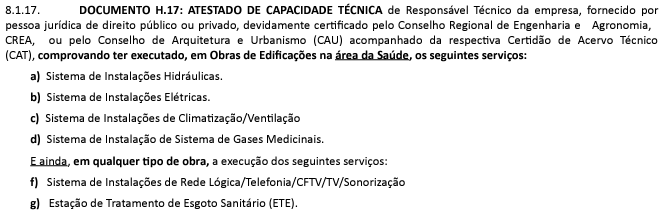 8.1.17. DOCUMENTO H.17: ATESTADO DE CAPACIDADE TÉCNICA de Responsável Técnico da empresa, fornecido por
pessoa jurídica de direito público ou privado, devidamente certificado pelo Conselho Regional de Engenharia e Agronomia,
CREA, ou pelo Conselho de Arquitetura e Urbanismo (CAU) acompanhado da respectiva Certidão de Acervo Técnico
(CAT), comprovando ter executado, em Obras de Edificações na área da Saúde, os seguintes serviços:
a) Sistema de Instalações Hidráulicas.
b) Sistema de Instalações Elétricas.
c) Sistema de Instalações de Climatização/Ventilação
d) Sistema de Instalação de Sistema de Gases Medicinais.
E ainda, em qualquer tipo de obra, a execução dos seguintes serviços:
f) Sistema de Instalações de Rede Lógica/Telefonia/CFTV/TV/Sonorização
g) Estação de Tratamento de Esgoto Sanitário (ETE).